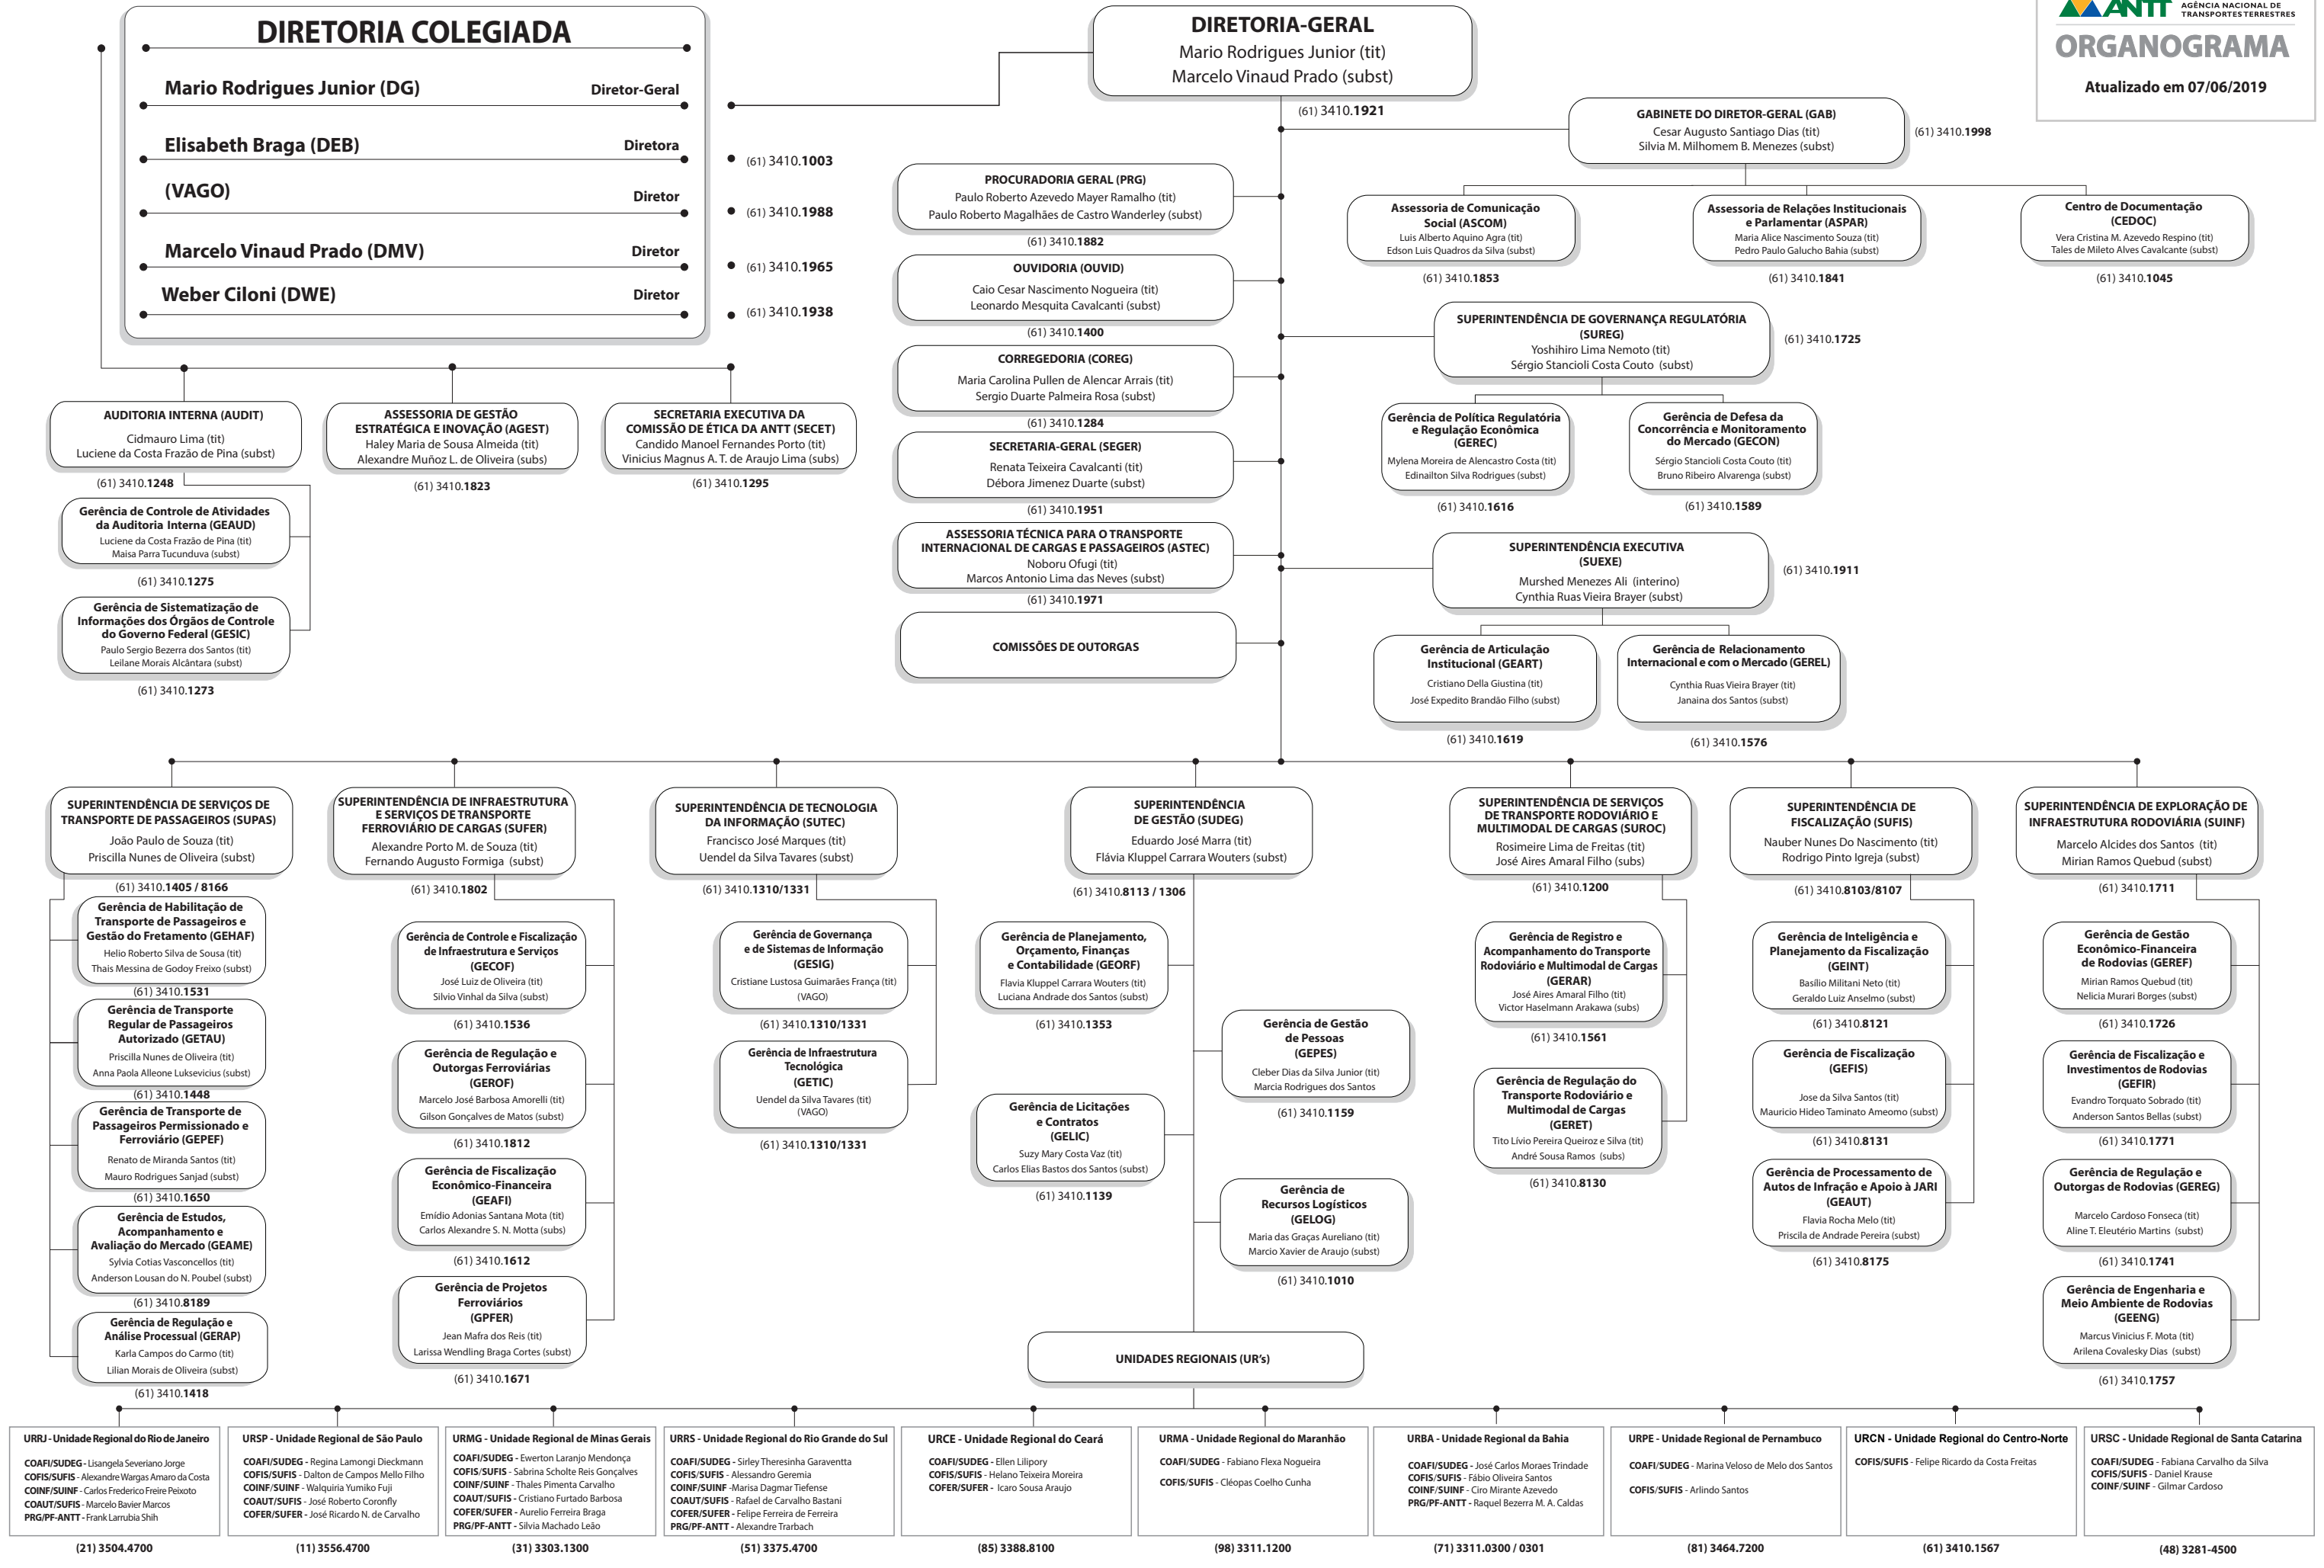 DIRETORIA COLEGIADA
Mario Rodrigues Junior (DG) Diretor-Geral
Elisabeth Braga (DEB) Diretora
(VAGO) Diretor
Marcelo Vinaud Prado (DMV) Diretor
Weber Ciloni (DWE) Diretor
(61) 3410.1003
(61) 3410.1988
(61) 3410.1965
(61) 3410.1938
DIRETORIA-GERAL
Mario Rodrigues Junior (tit)
Marcelo Vinaud Prado (subst)
(61) 3410.1921
ANTT
AGÊNCIA NACIONAL DE
TRANSPORTES TERRESTRES
ORGANOGRAMA
Atualizado em 07/06/2019
GABINETE DO DIRETOR-GERAL (GAB)
Cesar Augusto Santiago Dias (tit)
Silvia M. Milhomem B. Menezes (subst)
(61) 3410.1998
Assessoria de Comunicação
Social (ASCOM)
Luis Alberto Aquino Agra (tit)
Edson Luis Quadros da Silva (subst)
(61) 3410.1853
Assessoria de Relações Institucionais
e Parlamentar (ASPAR)
Maria Alice Nascimento Souza (tit)
Pedro Paulo Galucho Bahia (subst)
(61) 3410.1841
Centro de Documentação
(CEDOC)
Vera Cristina M. Azevedo Respino (tit)
Tales de Mileto Alves Cavalcante (subst)
(61) 3410.1045
PROCURADORIA GERAL (PRG)
Paulo Roberto Azevedo Mayer Ramalho (tit)
Paulo Roberto Magalhães de Castro Wanderley (subst)
(61) 3410.1882
OUVIDORIA (OUVID)
Caio Cesar Nascimento Nogueira (tit)
Leonardo Mesquita Cavalcanti (subst)
(61) 3410.1400
CORREGEDORIA (COREG)
Maria Carolina Pullen de Alencar Arrais (tit)
Sergio Duarte Palmeira Rosa (subst)
(61) 3410.1284
SECRETARIA-GERAL (SEGER)
Renata Teixeira Cavalcanti (tit)
Débora Jimenez Duarte (subst)
(61) 3410.1951
ASSESSORIA TÉCNICA PARA O TRANSPORTE
INTERNACIONAL DE CARGAS E PASSAGEIROS (ASTEC)
Noboru Ofugi (tit)
Marcos Antonio Lima das Neves (subst)
(61) 3410.1971
COMISSÕES DE OUTORGAS
SUPERINTENDÊNCIA DE GOVERNANÇA REGULATÓRIA
(SUREG)
Yoshihiro Lima Nemoto (tit)
Sérgio Stancioli Costa Couto (subst)
(61) 3410.1725
Gerência de Política Regulatória
e Regulação Econômica
(GEREC)
Mylena Moreira de Alencastro Costa (tit)
Edinailton Silva Rodrigues (subst)
(61) 3410.1616
Gerência de Defesa da
Concorrência e Monitoramento
do Mercado (GECON)
Sérgio Stancioli Costa Couto (tit)
Bruno Ribeiro Alvarenga (subst)
(61) 3410.1589
SUPERINTENDÊNCIA EXECUTIVA
(SUEXE)
Murshed Menezes Ali (interino)
Cynthia Ruas Vieira Brayer (subst)
(61) 3410.1911
Gerência de Articulação
Institucional (GEART)
Cristiano Della Giustina (tit)
José Expedito Brandão Filho (subst)
(61) 3410.1619
Gerência de Relacionamento
Internacional e com o Mercado (GEREL)
Cynthia Ruas Vieira Brayer (tit)
Janaina dos Santos (subst)
(61) 3410.1576
AUDITORIA INTERNA (AUDIT)
Cidmauro Lima (tit)
Luciene da Costa Frazão de Pina (subst)
(61) 3410.1248
ASSESSORIA DE GESTÃO
ESTRATÉGICA E INOVAÇÃO (AGEST)
Haley Maria de Sousa Almeida (tit)
Alexandre Muñoz L. de Oliveira (subs)
(61) 3410.1823
SECRETARIA EXECUTIVA DA
COMISSÃO DE ÉTICA DA ANTT (SECET)
Candido Manoel Fernandes Porto (tit)
Vinicius Magnus A. T. de Araujo Lima (subs)
(61) 3410.1295
Gerência de Controle de Atividades
da Auditoria Interna (GEAUD)
Luciene da Costa Frazão de Pina (tit)
Maisa Parra Tucunduva (subst)
(61) 3410.1275
Gerência de Sistematização de
Informações dos Órgãos de Controle
do Governo Federal (GESIC)
Paulo Sergio Bezerra dos Santos (tit)
Leilane Morais Alcântara (subst)
(61) 3410.1273
SUPERINTENDÊNCIA DE SERVIÇOS DE
TRANSPORTE DE PASSAGEIROS (SUPAS)
João Paulo de Souza (tit)
Priscilla Nunes de Oliveira (subst)
(61) 3410.1405 / 8166
Gerência de Habilitação de
Transporte de Passageiros e
Gestão do Fretamento (GEHAF)
Helio Roberto Silva de Sousa (tit)
Thais Messina de Godoy Freixo (subst)
(61) 3410.1531
Gerência de Transporte
Regular de Passageiros
Autorizado (GETAU)
Priscilla Nunes de Oliveira (tit)
Anna Paola Alleone Luksevicius (subst)
(61) 3410.1448
Gerência de Transporte de
Passageiros Permissionado e
Ferroviário (GEPEF)
Renato de Miranda Santos (tit)
Mauro Rodrigues Sanjad (subst)
(61) 3410.1650
Gerência de Estudos,
Acompanhamento e
Avaliação do Mercado (GEAME)
Sylvia Cotias Vasconcellos (tit)
Anderson Lousan do N. Poubel (subst)
(61) 3410.8189
Gerência de Regulação e
Análise Processual (GERAP)
Karla Campos do Carmo (tit)
Lilian Morais de Oliveira (subst)
(61) 3410.1418
SUPERINTENDÊNCIA DE INFRAESTRUTURA
E SERVIÇOS DE TRANSPORTE
FERROVIÁRIO DE CARGAS (SUFER)
Alexandre Porto M. de Souza (tit)
Fernando Augusto Formiga (subst)
(61) 3410.1802
Gerência de Controle e Fiscalização
de Infraestrutura e Serviços
(GECOF)
José Luiz de Oliveira (tit)
Silvio Vinhal da Silva (subst)
(61) 3410.1536
Gerência de Regulação e
Outorgas Ferroviárias
(GEROF)
Marcelo José Barbosa Amorelli (tit)
Gilson Gonçalves de Matos (subst)
(61) 3410.1812
Gerência de Fiscalização
Econômico-Financeira
(GEAFI)
Emídio Adonias Santana Mota (tit)
Carlos Alexandre S. N. Motta (subs)
(61) 3410.1612
Gerência de Projetos
Ferroviários
(GPFER)
Jean Mafra dos Reis (tit)
Larissa Wendling Braga Cortes (subst)
(61) 3410.1671
SUPERINTENDÊNCIA DE TECNOLOGIA
DA INFORMAÇÃO (SUTEC)
Francisco José Marques (tit)
Uendel da Silva Tavares (subst)
(61) 3410.1310/1331
Gerência de Governança
e de Sistemas de Informação
(GESIG)
Cristiane Lustosa Guimarães França (tit)
(VAGO)
(61) 3410.1310/1331
Gerência de Infraestrutura
Tecnológica
(GETIC)
Uendel da Silva Tavares (tit)
(VAGO)
(61) 3410.1310/1331
SUPERINTENDÊNCIA
DE GESTÃO (SUDEG)
Eduardo José Marra (tit)
Flávia Kluppel Carrara Wouters (subst)
(61) 3410.8113 / 1306
Gerência de Planejamento,
Orçamento, Finanças
e Contabilidade (GEORF)
Flavia Kluppel Carrara Wouters (tit)
Luciana Andrade dos Santos (subst)
(61) 3410.1353
Gerência de Gestão
de Pessoas
(GEPES)
Cleber Dias da Silva Junior (tit)
Marcia Rodrigues dos Santos
(61) 3410.1159
Gerência de Licitações
e Contratos
(GELIC)
Suzy Mary Costa Vaz (tit)
Carlos Elias Bastos dos Santos (subst)
(61) 3410.1139
Gerência de
Recursos Logísticos
(GELOG)
Maria das Graças Aureliano (tit)
Marcio Xavier de Araujo (subst)
(61) 3410.1010
SUPERINTENDÊNCIA DE SERVIÇOS
DE TRANSPORTE RODOVIÁRIO E
MULTIMODAL DE CARGAS (SUROC)
Rosimeire Lima de Freitas (tit)
José Aires Amaral Filho (subs)
(61) 3410.1200
Gerência de Registro e
Acompanhamento do Transporte
Rodoviário e Multimodal de Cargas
(GERAR)
José Aires Amaral Filho (tit)
Victor Haselmann Arakawa (subs)
(61) 3410.1561
Gerência de Regulação do
Transporte Rodoviário e
Multimodal de Cargas
(GERET)
Tito Lívio Pereira Queiroz e Silva (tit)
André Sousa Ramos (subs)
(61) 3410.8130
SUPERINTENDÊNCIA DE
FISCALIZAÇÃO (SUFIS)
Nauber Nunes Do Nascimento (tit)
Rodrigo Pinto Igreja (subst)
(61) 3410.8103/8107
Gerência de Inteligência e
Planejamento da Fiscalização
(GEINT)
Basílio Militani Neto (tit)
Geraldo Luiz Anselmo (subst)
(61) 3410.8121
Gerência de Fiscalização
(GEFIS)
Jose da Silva Santos (tit)
Mauricio Hideo Taminato Ameomo (subst)
(61) 3410.8131
Gerência de Processamento de
Autos de Infração e Apoio à JARI
(GEAUT)
Flavia Rocha Melo (tit)
Priscila de Andrade Pereira (subst)
(61) 3410.8175
SUPERINTENDÊNCIA DE EXPLORAÇÃO DE
INFRAESTRUTURA RODOVIÁRIA (SUINF)
Marcelo Alcides dos Santos (tit)
Mirian Ramos Quebud (subst)
(61) 3410.1711
Gerência de Gestão
Econômico-Financeira
de Rodovias (GEREF)
Mirian Ramos Quebud (tit)
Nelicia Murari Borges (subst)
(61) 3410.1726
Gerência de Fiscalização e
Investimentos de Rodovias
(GEFIR)
Evandro Torquato Sobrado (tit)
Anderson Santos Bellas (subst)
(61) 3410.1771
Gerência de Regulação e
Outorgas de Rodovias (GEREG)
Marcelo Cardoso Fonseca (tit)
Aline T. Eleutério Martins (subst)
(61) 3410.1741
Gerência de Engenharia e
Meio Ambiente de Rodovias
(GEENG)
Marcus Vinicius F. Mota (tit)
Arilena Covalesky Dias (subst)
(61) 3410.1757
UNIDADES REGIONAIS (UR's)
URRJ - Unidade Regional do Rio de Janeiro
COAFI/SUDEG - Lisangela Severiano Jorge
COFIS/SUFIS - Alexandre Wargas Amaro da Costa
COINF/SUINF - Carlos Frederico Freire Peixoto
COAUT/SUFIS - Marcelo Bavier Marcos
PRG/PF-ANTT - Frank Larrubia Shih
(21) 3504.4700
URSP - Unidade Regional de São Paulo
COAFI/SUDEG - Regina Lamongi Dieckmann
COFIS/SUFIS - Dalton de Campos Mello Filho
COINF/SUINF - Walquiria Yumiko Fuji
COAUT/SUFIS - José Roberto Coronfly
COFER/SUFER - José Ricardo N. de Carvalho
(11) 3556.4700
URMG - Unidade Regional de Minas Gerais
COAFI/SUDEG - Ewerton Laranjo Mendonça
COFIS/SUFIS - Sabrina Scholte Reis Gonçalves
COINF/SUINF - Thales Pimenta Carvalho
COAUT/SUFIS - Cristiano Furtado Barbosa
COFER/SUFER - Aurelio Ferreira Braga
PRG/PF-ANTT - Silvia Machado Leão
(31) 3303.1300
URRS - Unidade Regional do Rio Grande do Sul
COAFI/SUDEG - Sirley Theresinha Garaventta
COFIS/SUFIS - Alessandro Geremia
COINF/SUINF -Marisa Dagmar Tiefense
COAUT/SUFIS - Rafael de Carvalho Bastani
COFER/SUFER - Felipe Ferreira de Ferreira
PRG/PF-ANTT - Alexandre Trarbach
(51) 3375.4700
URCE - Unidade Regional do Ceará
COAFI/SUDEG - Ellen Lilipory
COFIS/SUFIS - Helano Teixeira Moreira
COFER/SUFER - Icaro Sousa Araujo
(85) 3388.8100
URMA - Unidade Regional do Maranhão
COAFI/SUDEG - Fabiano Flexa Nogueira
COFIS/SUFIS - Cléopas Coelho Cunha
(98) 3311.1200
URBA - Unidade Regional da Bahia
COAFI/SUDEG - José Carlos Moraes Trindade
COFIS/SUFIS - Fábio Oliveira Santos
COINF/SUINF - Ciro Mirante Azevedo
PRG/PF-ANTT - Raquel Bezerra M. A. Caldas
(71) 3311.0300 / 0301
URPE - Unidade Regional de Pernambuco
COAFI/SUDEG - Marina Veloso de Melo dos Santos
COFIS/SUFIS - Arlindo Santos
(81) 3464.7200
URCN - Unidade Regional do Centro-Norte
COFIS/SUFIS - Felipe Ricardo da Costa Freitas
(61) 3410.1567
URSC - Unidade Regional de Santa Catarina
COAFI/SUDEG - Fabiana Carvalho da Silva
COFIS/SUFIS - Daniel Krause
COINF/SUINF - Gilmar Cardoso
(48) 3281-4500